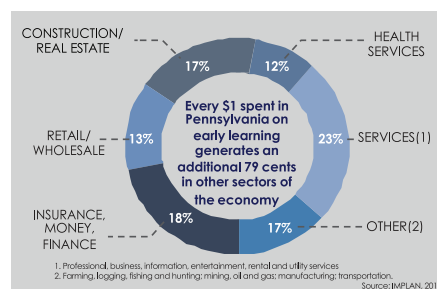 CONSTRUCTION/
REAL ESTATE
17%
HEALTH
SERVICES
12%
RETAIL/
WHOLESALE
13%
Every $1 spent in
Pennsylvania on
early learning
generates an
additional 79 cents
in other sectors of
the economy
23%
SERVICES(1)
INSURANCE,
MONEY,
FINANCE
18%
17%
OTHER(2)
1. Professional, business, information, entertainment, rental and utility services
2. Farming, logging, fishing and hunting; mining, oil and gas; manufacturing; transportation.
Source: IMPLAN, 201